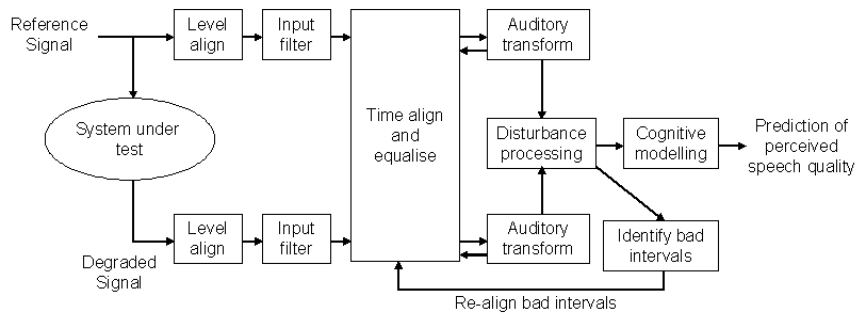 Reference
Signal
Level
align
Input
filter
Auditory
transform
System under
test
Time align
and
equalise
Disturbance
processing
Cognitive
modelling
Prediction of
perceived
speech quality
Level
align
Input
filter
Auditory
transform
Identify bad
intervals
Degraded
Signal
Re-align bad intervals